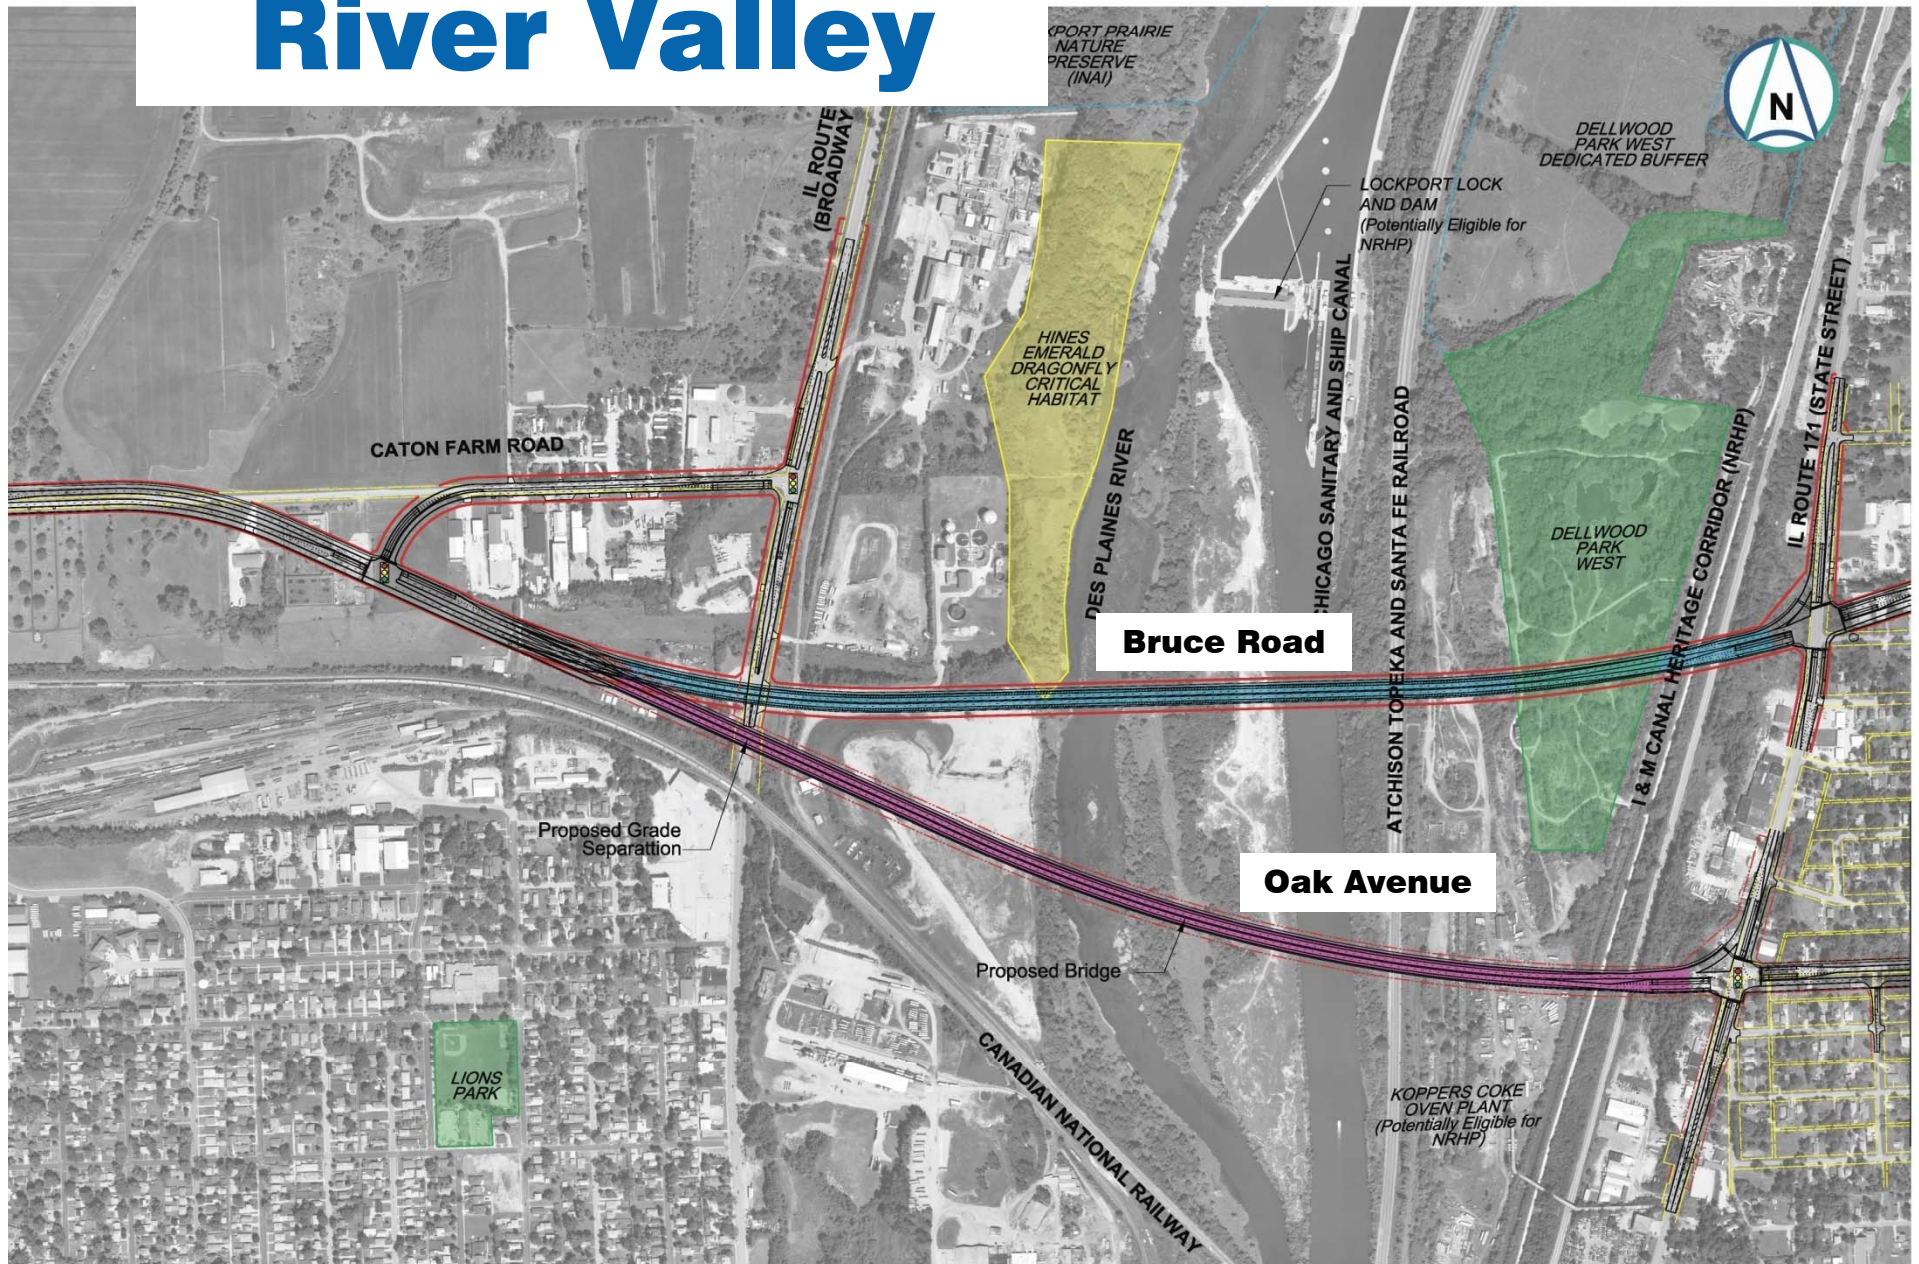 River Valley
KPORT PRAIRIE
NATURE
PRESERVE
(INAI)
N
DELLWOOD
PARK WEST
DEDICATED BUFFER
IL ROUTE
(BROADWAY
LOCKPORT LOCK
AND DAM
(Potentially Eligible for
NRHP)
HINES
EMERALD
DRAGONFLY
CRITICAL
HABITAT
CATON FARM ROAD
DES PLAINES RIVER
CHICAGO SANITARY AND SHIP CANAL
ATCHISON TOPEKA AND SANTA FE RAILROAD
DELLWOOD
PARK
WEST
I & M CANAL HERITAGE CORRIDOR (NRHP)
IL ROUTE 171 (STATE STREET)
Bruce Road
Proposed Grade
Separattion
Oak Avenue
Proposed Bridge
CANADIAN NATIONAL RAILWAY
LIONS
PARK
KOPPERS COKE
OVEN PLANT
(Potentially Eligible for
NRHP)